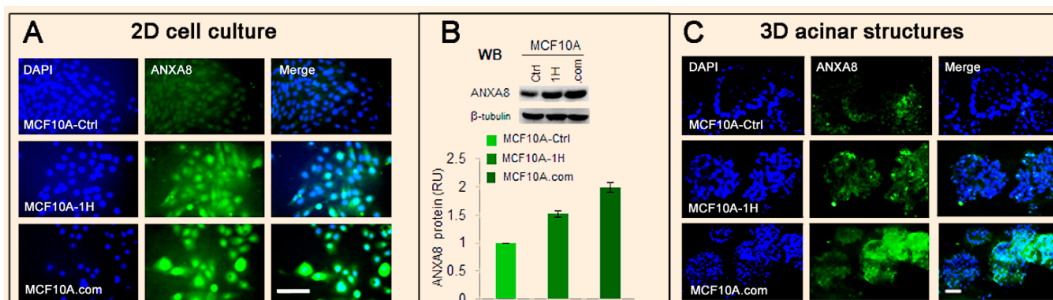 A
2D cell culture
DAPI
ANXA8
Merge
MCF10A-Ctrl
MCF10A-1H
MCF10A.com
B
WB
MCF10A
Ctrl
1H
.com
ANXA8
β-tubulin
MCF10A-Ctrl
MCF10A-1H
MCF10A.com
ANXA8 protein (RU)
2.5
2
1.5
1
0.5
0
C
3D acinar structures
DAPI
ANXA8
Merge
MCF10A-Ctrl
MCF10A-1H
MCF10A.com